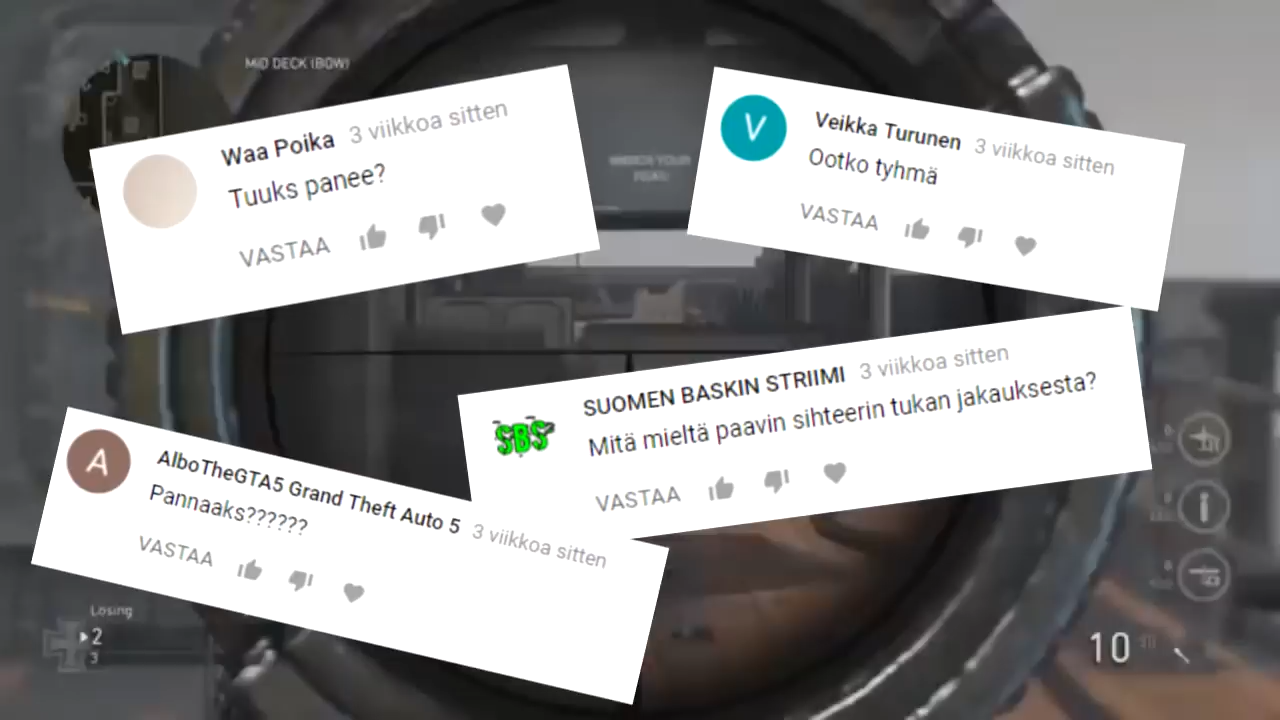 MID DECK (BOW)
Waa Poika 3 viikkoa sitten
Tuuks panee?
VASTAA
V
Veikka Turunen 3 viikkoa sitten
Ootko tyhmä
VASTAA
SBS
SUOMEN BASKIN STRIIMI 3 viikkoa sitten
Mitä mieltä paavin sihteerin tukan jakauksesta?
VASTAA
A
AlboTheGTA5 Grand Theft Auto 5 3 viikkoa sitten
Pannaaks??????
VASTAA
Losing
2
3
10